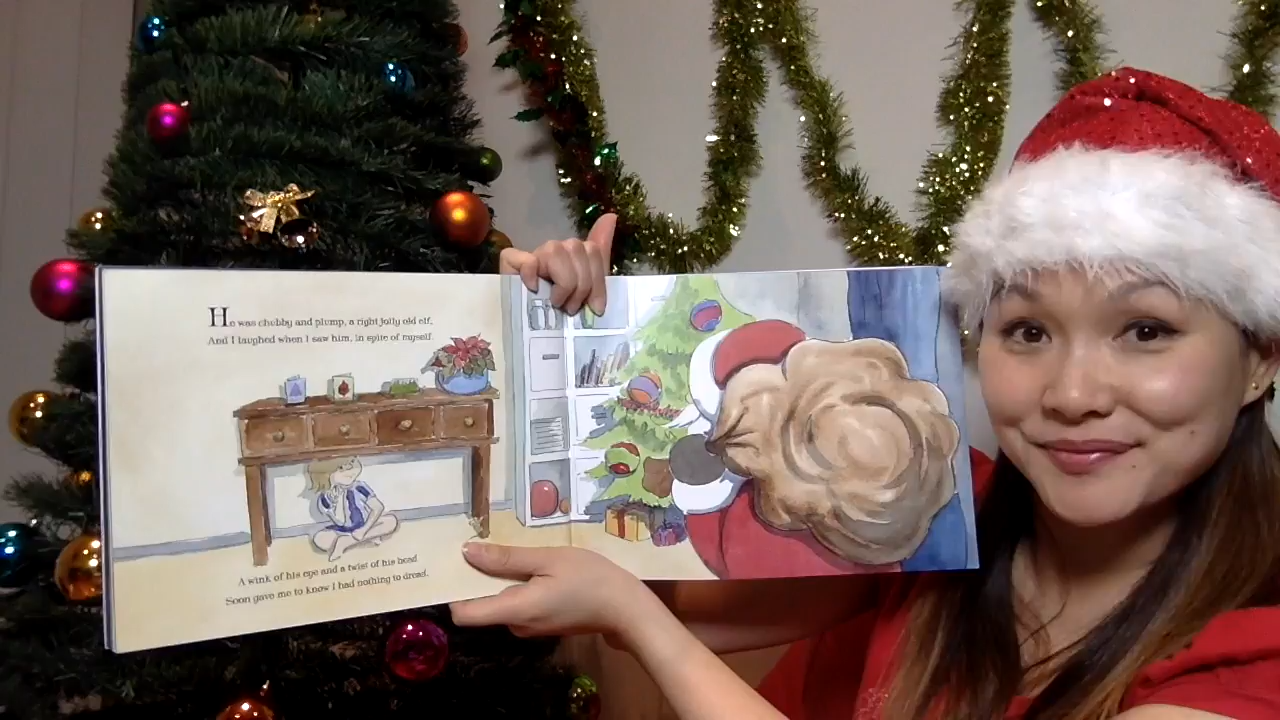 He was chubby and plump, a right jolly old elf,
And I laughed when I saw him, in spite of myself.
A wink of his eye and a twist of his head
Soon gave me to know I had nothing to dread.